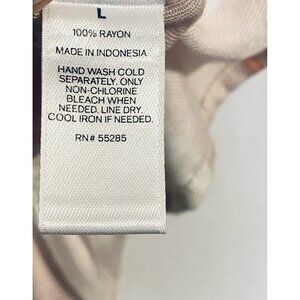 L
100% RAYON
MADE IN INDONESIA
HAND WASH COLD
SEPARATELY. ONLY
NON-CHLORINE
BLEACH WHEN
NEEDED. LINE DRY.
COOL IRON IF NEEDED.
RN# 55285